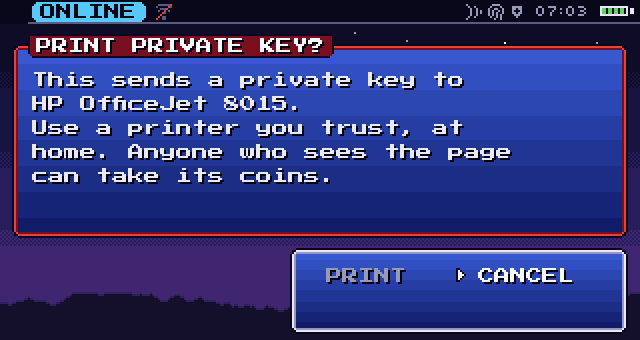 ONLINE
07:03
PRINT PRIVATE KEY?
This sends a private key to
HP OfficeJet 8015.
Use a printer you trust, at
home. Anyone who sees the page
can take its coins.
PRINT
CANCEL